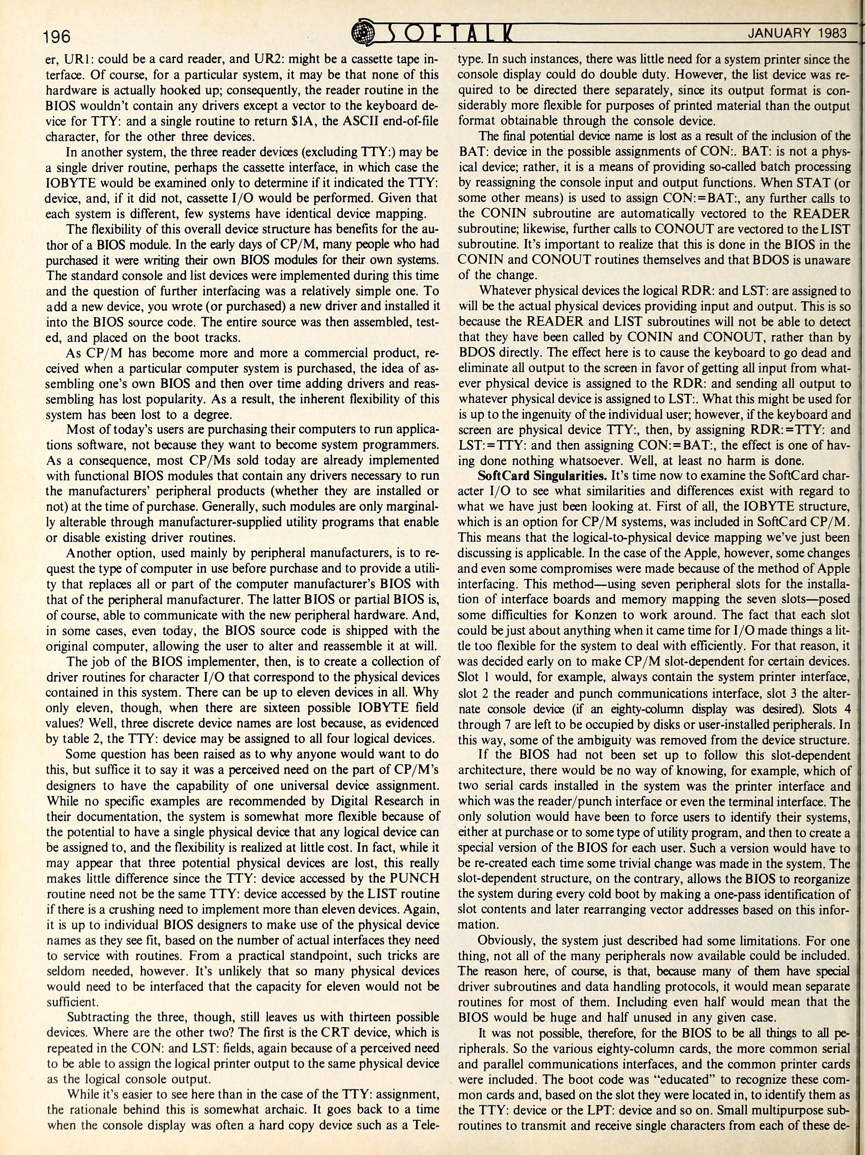 196
SOFTALK
JANUARY 1983
er, UR1: could be a card reader, and UR2: might be a cassette tape in-
terface. Of course, for a particular system, it may be that none of this
hardware is actually hooked up; consequently, the reader routine in the
BIOS wouldn't contain any drivers except a vector to the keyboard de-
vice for TTY: and a single routine to return $1A, the ASCII end-of-file
character, for the other three devices.
In another system, the three reader devices (excluding TTY:) may be
a single driver routine, perhaps the cassette interface, in which case the
IOBYTE would be examined only to determine if it indicated the TTY:
device, and, if it did not, cassette I/O would be performed. Given that
each system is different, few systems have identical device mapping.
The flexibility of this overall device structure has benefits for the au-
thor of a BIOS module. In the early days of CP/M, many people who had
purchased it were writing their own BIOS modules for their own systems.
The standard console and list devices were implemented during this time
and the question of further interfacing was a relatively simple one. To
add a new device, you wrote (or purchased) a new driver and installed it
into the BIOS source code. The entire source was then assembled, test-
ed, and placed on the boot tracks.
As CP/M has become more and more a commercial product, re-
ceived when a particular computer system is purchased, the idea of as-
sembling one's own BIOS and then over time adding drivers and reas-
sembling has lost popularity. As a result, the inherent flexibility of this
system has been lost to a degree.
Most of today's users are purchasing their computers to run applica-
tions software, not because they want to become system programmers.
As a consequence, most CP/Ms sold today are already implemented
with functional BIOS modules that contain any drivers necessary to run
the manufacturers' peripheral products (whether they are installed or
not) at the time of purchase. Generally, such modules are only marginal-
ly alterable through manufacturer-supplied utility programs that enable
or disable existing driver routines.
Another option, used mainly by peripheral manufacturers, is to re-
quest the type of computer in use before purchase and to provide a utili-
ty that replaces all or part of the computer manufacturer's BIOS with
that of the peripheral manufacturer. The latter BIOS or partial BIOS is,
of course, able to communicate with the new peripheral hardware. And,
in some cases, even today, the BIOS source code is shipped with the
original computer, allowing the user to alter and reassemble it at will.
The job of the BIOS implementer, then, is to create a collection of
driver routines for character I/O that correspond to the physical devices
contained in this system. There can be up to eleven devices in all. Why
only eleven, though, when there are sixteen possible IOBYTE field
values? Well, three discrete device names are lost because, as evidenced
by table 2, the TTY: device may be assigned to all four logical devices.
Some question has been raised as to why anyone would want to do
this, but suffice it to say it was a perceived need on the part of CP/M's
designers to have the capability of one universal device assignment.
While no specific examples are recommended by Digital Research in
their documentation, the system is somewhat more flexible because of
the potential to have a single physical device that any logical device can
be assigned to, and the flexibility is realized at little cost. In fact, while it
may appear that three potential physical devices are lost, this really
makes little difference since the TTY: device accessed by the PUNCH
routine need not be the same TTY: device accessed by the LIST routine
if there is a crushing need to implement more than eleven devices. Again,
it is up to individual BIOS designers to make use of the physical device
names as they see fit, based on the number of actual interfaces they need
to service with routines. From a practical standpoint, such tricks are
seldom needed, however. It's unlikely that so many physical devices
would need to be interfaced that the capacity for eleven would not be
sufficient.
Subtracting the three, though, still leaves us with thirteen possible
devices. Where are the other two? The first is the CRT device, which is
repeated in the CON: and LST: fields, again because of a perceived need
to be able to assign the logical printer output to the same physical device
as the logical console output.
While it's easier to see here than in the case of the TTY: assignment,
the rationale behind this is somewhat archaic. It goes back to a time
when the console display was often a hard copy device such as a Tele-
type. In such instances, there was little need for a system printer since the
console display could do double duty. However, the list device was re-
quired to be directed there separately, since its output format is con-
siderably more flexible for purposes of printed material than the output
format obtainable through the console device.
The final potential device name is lost as a result of the inclusion of the
BAT: device in the possible assignments of CON:. BAT: is not a phys-
ical device; rather, it is a means of providing so-called batch processing
by reassigning the console input and output functions. When STAT (or
some other means) is used to assign CON:=BAT:, any further calls to
the CONIN subroutine are automatically vectored to the READER
subroutine; likewise, further calls to CONOUT are vectored to the LIST
subroutine. It's important to realize that this is done in the BIOS in the
CONIN and CONOUT routines themselves and that BDOS is unaware
of the change.
Whatever physical devices the logical RDR: and LST: are assigned to
will be the actual physical devices providing input and output. This is so
because the READER and LIST subroutines will not be able to detect
that they have been called by CONIN and CONOUT, rather than by
BDOS directly. The effect here is to cause the keyboard to go dead and
eliminate all output to the screen in favor of getting all input from what-
ever physical device is assigned to the RDR: and sending all output to
whatever physical device is assigned to LST:. What this might be used for
is up to the ingenuity of the individual user; however, if the keyboard and
screen are physical device TTY:, then, by assigning RDR:=TTY: and
LST:=TTY: and then assigning CON:=BAT:, the effect is one of hav-
ing done nothing whatsoever. Well, at least no harm is done.
SoftCard Singularities. It's time now to examine the SoftCard char-
acter I/O to see what similarities and differences exist with regard to
what we have just been looking at. First of all, the IOBYTE structure,
which is an option for CP/M systems, was included in SoftCard CP/M.
This means that the logical-to-physical device mapping we've just been
discussing is applicable. In the case of the Apple, however, some changes
and even some compromises were made because of the method of Apple
interfacing. This method—using seven peripheral slots for the installa-
tion of interface boards and memory mapping the seven slots—posed
some difficulties for Konzen to work around. The fact that each slot
could be just about anything when it came time for I/O made things a lit-
tle too flexible for the system to deal with efficiently. For that reason, it
was decided early on to make CP/M slot-dependent for certain devices.
Slot 1 would, for example, always contain the system printer interface,
slot 2 the reader and punch communications interface, slot 3 the alter-
nate console device (if an eighty-column display was desired). Slots 4
through 7 are left to be occupied by disks or user-installed peripherals. In
this way, some of the ambiguity was removed from the device structure.
If the BIOS had not been set up to follow this slot-dependent
architecture, there would be no way of knowing, for example, which of
two serial cards installed in the system was the printer interface and
which was the reader/punch interface or even the terminal interface. The
only solution would have been to force users to identify their systems,
either at purchase or to some type of utility program, and then to create a
special version of the BIOS for each user. Such a version would have to
be re-created each time some trivial change was made in the system. The
slot-dependent structure, on the contrary, allows the BIOS to reorganize
the system during every cold boot by making a one-pass identification of
slot contents and later rearranging vector addresses based on this infor-
mation.
Obviously, the system just described had some limitations. For one
thing, not all of the many peripherals now available could be included.
The reason here, of course, is that, because many of them have special
driver subroutines and data handling protocols, it would mean separate
routines for most of them. Including even half would mean that the
BIOS would be huge and half unused in any given case.
It was not possible, therefore, for the BIOS to be all things to all pe-
ripherals. So the various eighty-column cards, the more common serial
and parallel communications interfaces, and the common printer cards
were included. The boot code was "educated" to recognize these com-
mon cards and, based on the slot they were located in, to identify them as
the TTY: device or the LPT: device and so on. Small multipurpose sub-
routines to transmit and receive single characters from each of these de-